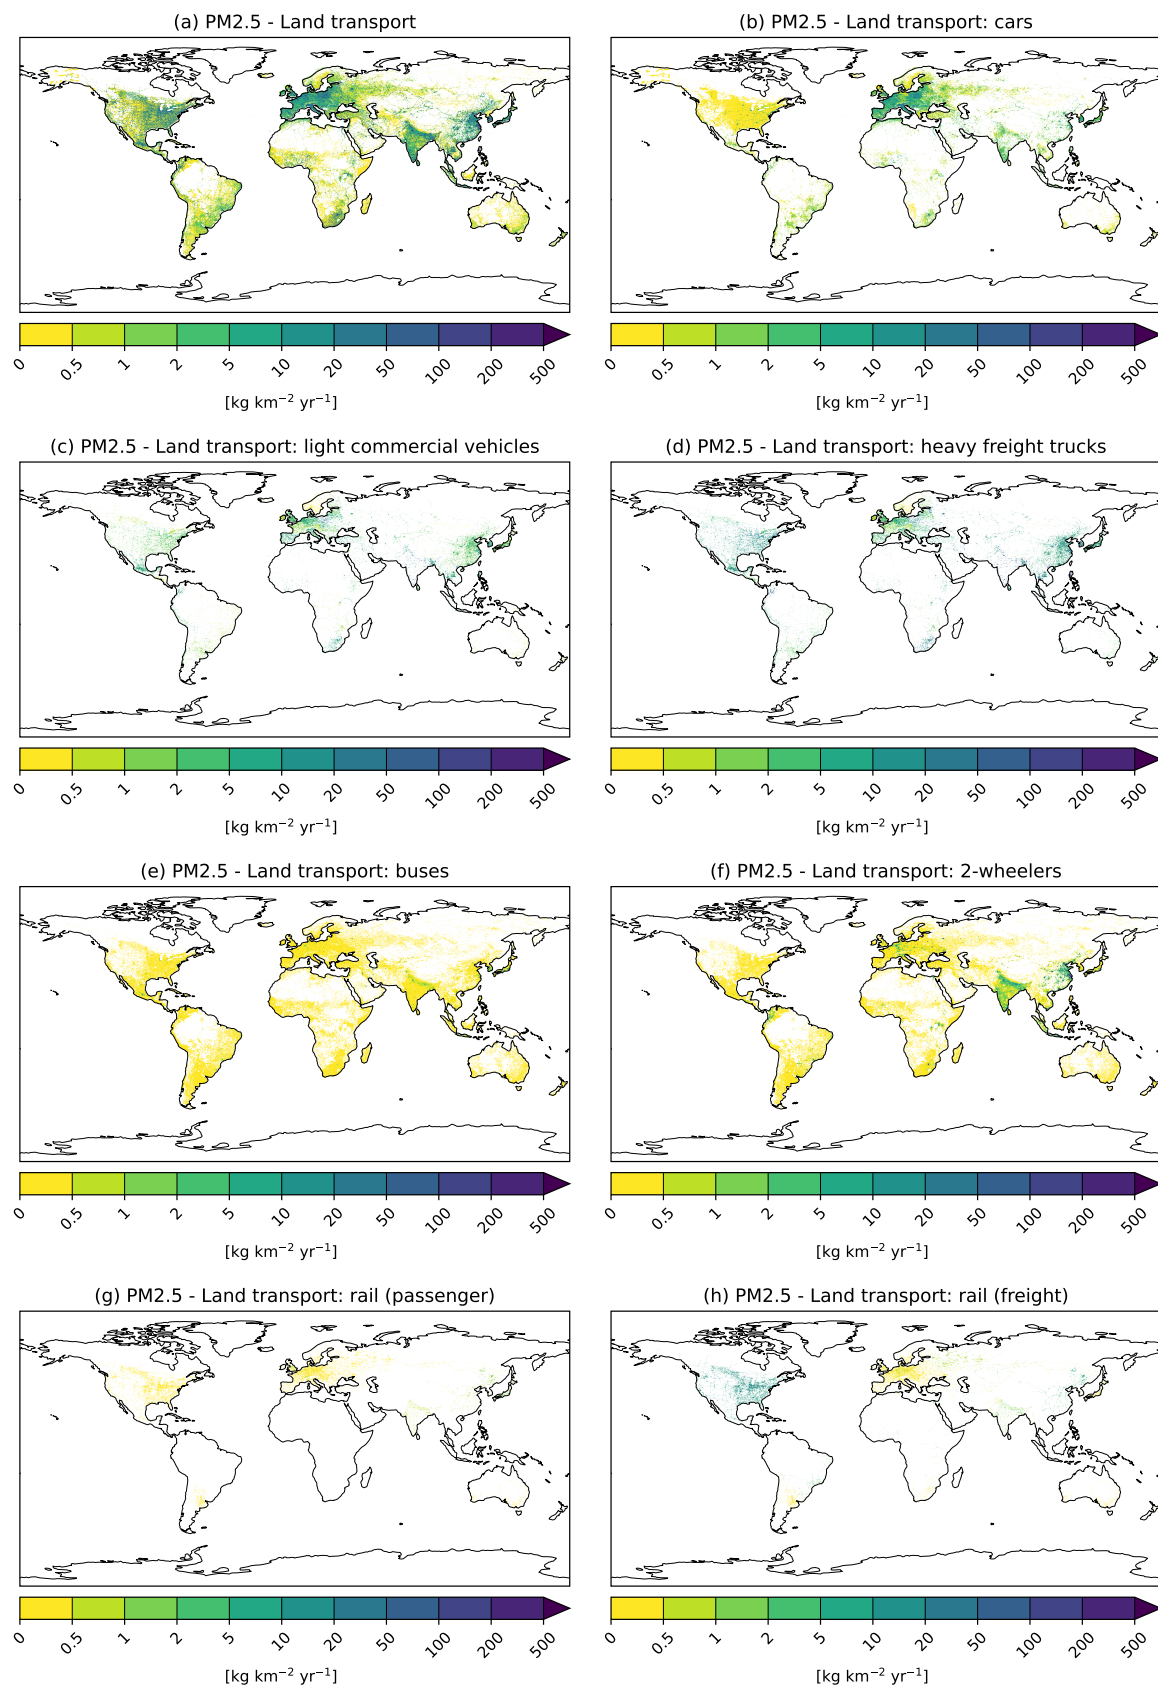 (a) PM2.5 - Land transport
0 0.5 1 2 5 10 20 50 100 200 500
[kg km⁻² yr⁻¹]
(b) PM2.5 - Land transport: cars
0 0.5 1 2 5 10 20 50 100 200 500
[kg km⁻² yr⁻¹]
(c) PM2.5 - Land transport: light commercial vehicles
0 0.5 1 2 5 10 20 50 100 200 500
[kg km⁻² yr⁻¹]
(d) PM2.5 - Land transport: heavy freight trucks
0 0.5 1 2 5 10 20 50 100 200 500
[kg km⁻² yr⁻¹]
(e) PM2.5 - Land transport: buses
0 0.5 1 2 5 10 20 50 100 200 500
[kg km⁻² yr⁻¹]
(f) PM2.5 - Land transport: 2-wheelers
0 0.5 1 2 5 10 20 50 100 200 500
[kg km⁻² yr⁻¹]
(g) PM2.5 - Land transport: rail (passenger)
0 0.5 1 2 5 10 20 50 100 200 500
[kg km⁻² yr⁻¹]
(h) PM2.5 - Land transport: rail (freight)
0 0.5 1 2 5 10 20 50 100 200 500
[kg km⁻² yr⁻¹]